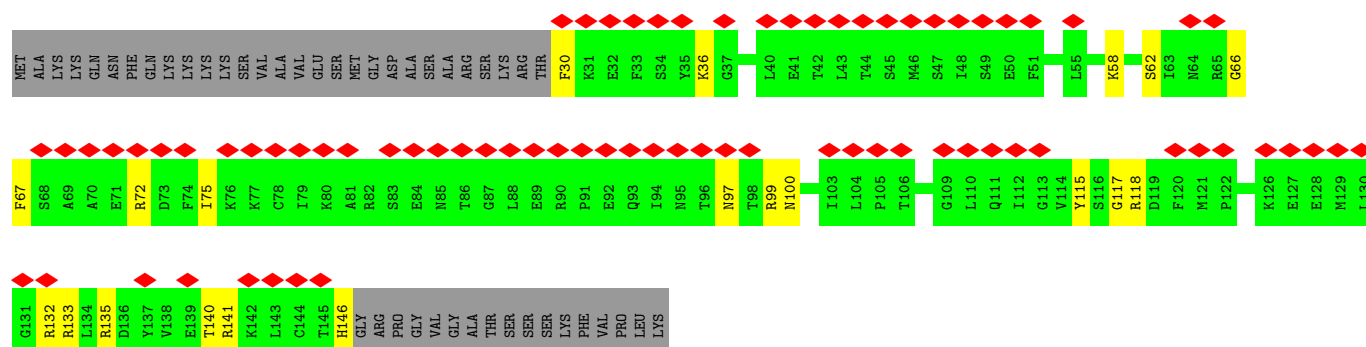 MET ALA LYS LYS GLN ASN PHE GLN LYS LYS LYS LYS SER VAL ALA VAL GLU SER MET GLY ASP ALA SER ALA ARG SER LYS ARG THR F30 K31 E32 F33 S34 Y35 K36 G37 L40 E41 T42 L43 T44 S45 M46 S47 I48 S49 E50 F51 L55 K58 S62 I63 N64 R65 G66
F67 S68 A69 A70 E71 R72 D73 F74 I75 K76 K77 C78 I79 K80 A81 R82 S83 E84 N85 T86 G87 L88 E89 R90 P91 E92 Q93 I94 N95 T96 N97 T98 R99 N100 I103 L104 P105 T106 G109 L110 Q111 I112 G113 V114 Y115 S116 G117 R118 D119 F120 M121 P122 K126 E127 E128 M129 L130
G131 R132 R133 L134 R135 D136 Y137 V138 E139 T140 R141 K142 L143 C144 T145 H146 GLY ARG PRO GLY VAL GLY ALA THR SER SER SER LYS PHE VAL PRO LEU LYS